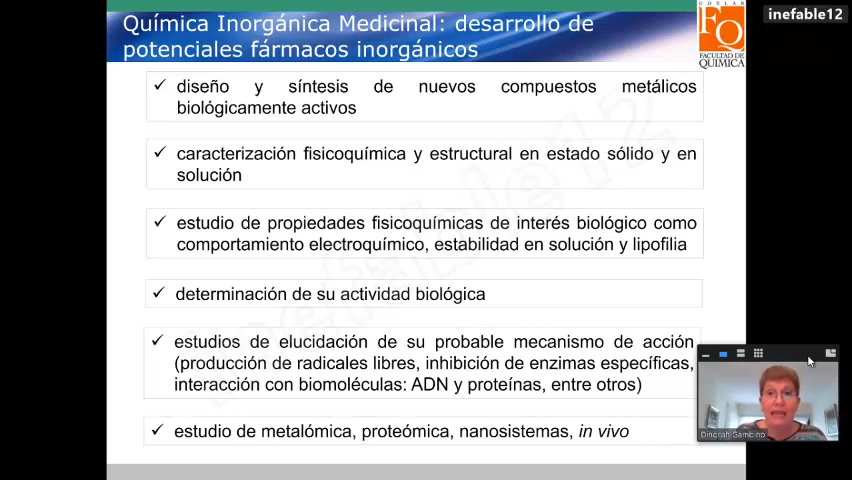 Química Inorgánica Medicinal: desarrollo de
potenciales fármacos inorgánicos
UDELAR
FQ
FACULTAD DE
QUIMICA
inefable12
✓ diseño y síntesis de nuevos compuestos metálicos
biológicamente activos
✓ caracterización fisicoquímica y estructural en estado sólido y en
solución
✓ estudio de propiedades fisicoquímicas de interés biológico como
comportamiento electroquímico, estabilidad en solución y lipofilia
✓ determinación de su actividad biológica
✓ estudios de elucidación de su probable mecanismo de acción
(producción de radicales libres, inhibición de enzimas específicas,
interacción con biomoléculas: ADN y proteínas, entre otros)
✓ estudio de metalómica, proteómica, nanosistemas, in vivo
inefable12
Dinorah Gambino